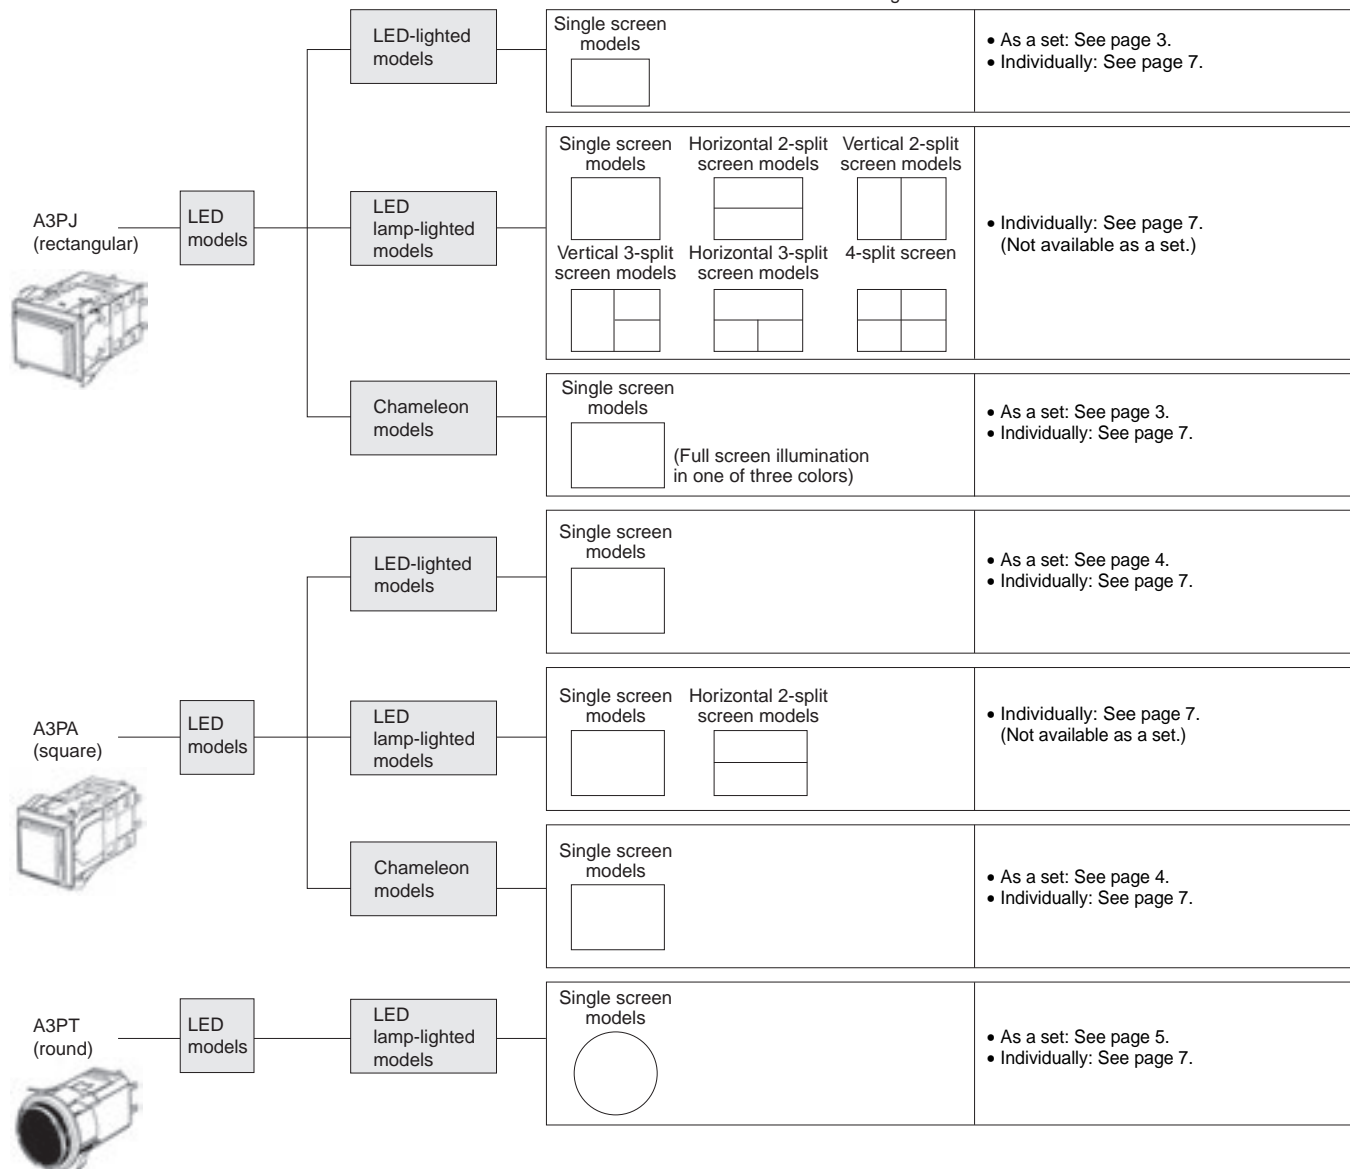 LED-lighted
models
Single screen
models
• As a set: See page 3.
• Individually: See page 7.
A3PJ
(rectangular)
LED
models
LED
lamp-lighted
models
Single screen
models
Horizontal 2-split
screen models
Vertical 2-split
screen models
Vertical 3-split
screen models
Horizontal 3-split
screen models
4-split screen
• Individually: See page 7.
(Not available as a set.)
Chameleon
models
Single screen
models
(Full screen illumination
in one of three colors)
• As a set: See page 3.
• Individually: See page 7.
LED-lighted
models
Single screen
models
• As a set: See page 4.
• Individually: See page 7.
A3PA
(square)
LED
models
LED
lamp-lighted
models
Single screen
models
Horizontal 2-split
screen models
• Individually: See page 7.
(Not available as a set.)
Chameleon
models
Single screen
models
• As a set: See page 4.
• Individually: See page 7.
A3PT
(round)
LED
models
LED
lamp-lighted
models
Single screen
models
• As a set: See page 5.
• Individually: See page 7.